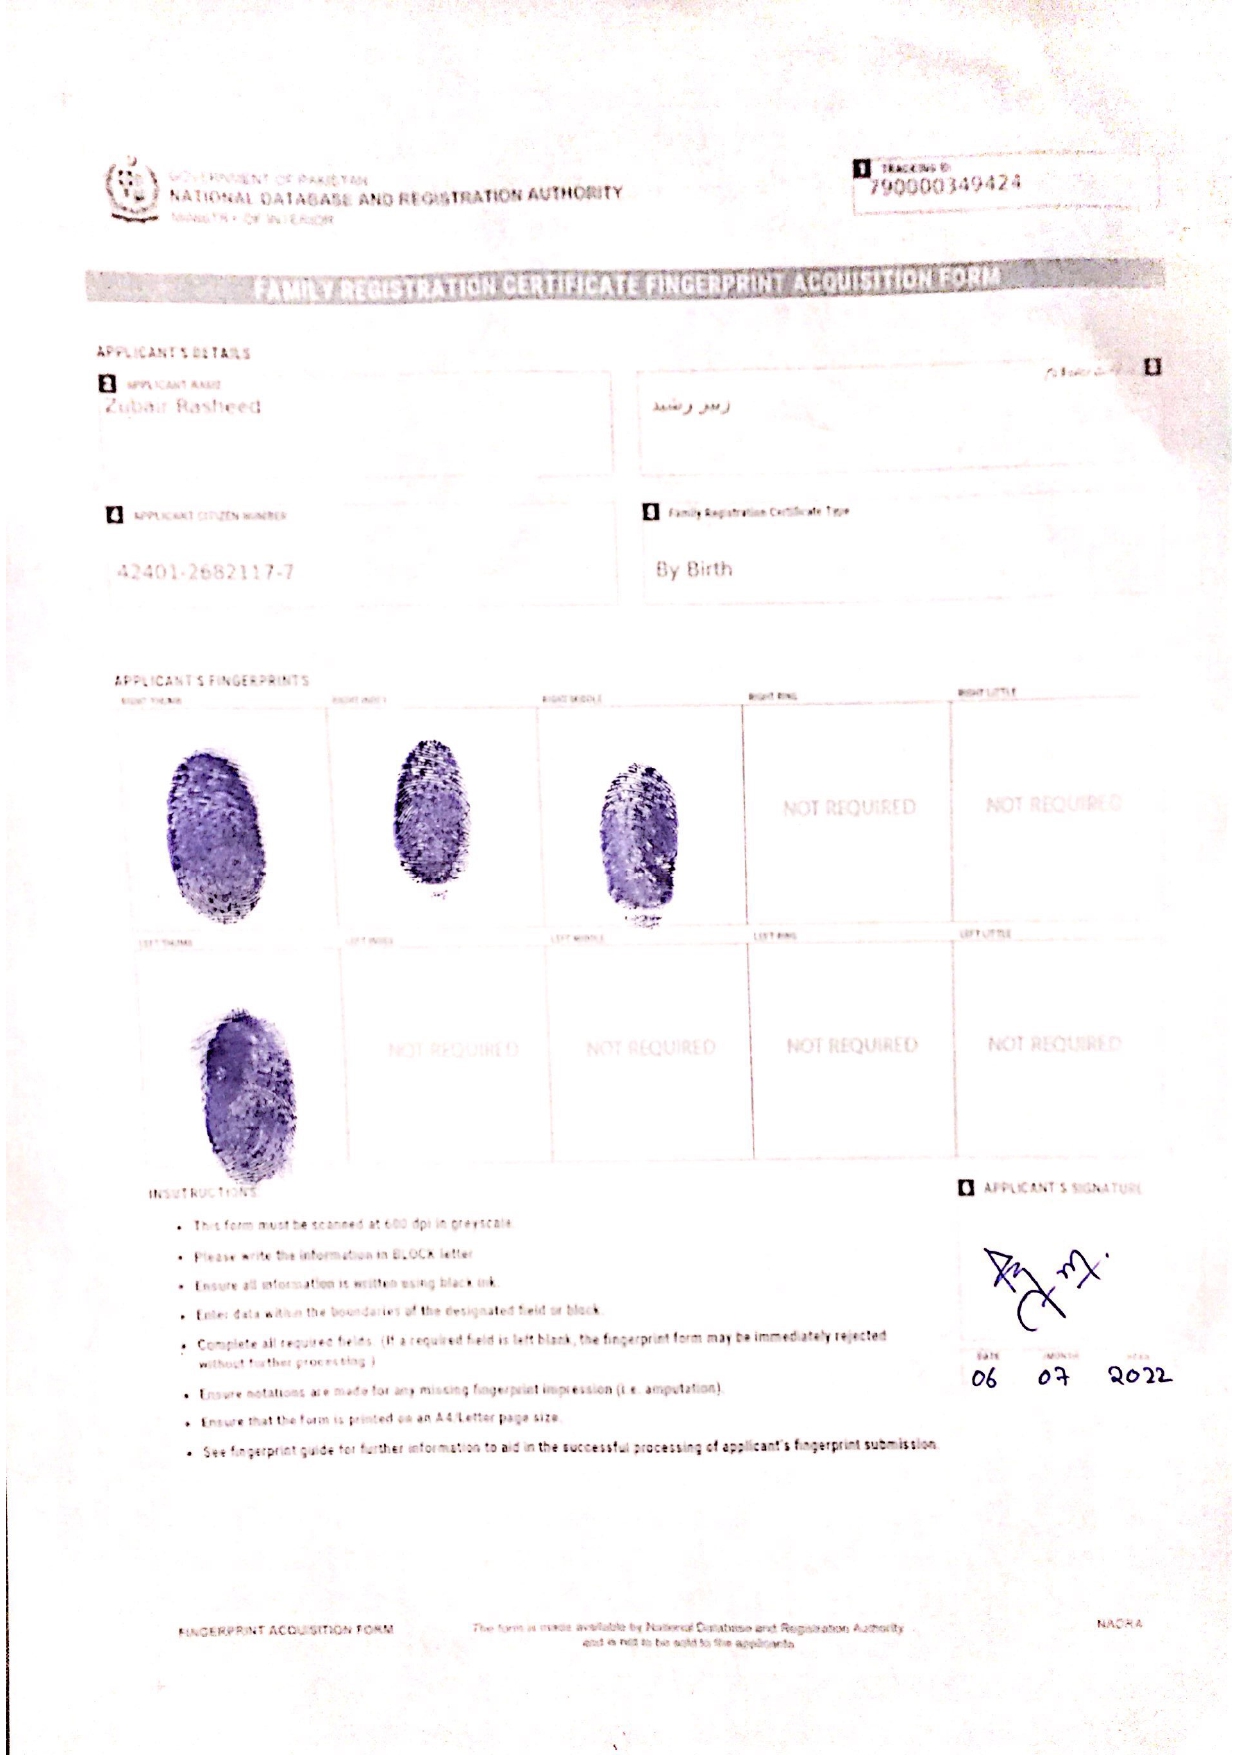 GOVERNMENT OF PAKISTAN
NATIONAL DATABASE AND REGISTRATION AUTHORITY
MINISTRY OF INTERIOR
1 TRACKING ID
790000349424
FAMILY REGISTRATION CERTIFICATE FINGERPRINT ACQUISITION FORM
APPLICANT'S DETAILS
2 APPLICANT NAME
Zubair Rasheed
3
زبیر رشید
4 APPLICANT CITIZEN NUMBER
42401-2682117-7
5 Family Registration Certificate Type
By Birth
APPLICANT'S FINGERPRINTS
RIGHT THUMB RIGHT INDEX RIGHT MIDDLE RIGHT RING RIGHT LITTLE
NOT REQUIRED NOT REQUIRED
LEFT THUMB LEFT INDEX LEFT MIDDLE LEFT RING LEFT LITTLE
NOT REQUIRED NOT REQUIRED NOT REQUIRED NOT REQUIRED
INSUTRUCTIONS
• This form must be scanned at 600 dpi in greyscale.
• Please write the information in BLOCK letter
• Ensure all information is written using black ink.
• Enter data within the boundaries of the designated field or block.
• Complete all required fields. (If a required field is left blank, the fingerprint form may be immediately rejected
without further processing.)
• Ensure notations are made for any missing fingerprint impression (i.e. amputation).
• Ensure that the form is printed on an A4/Letter page size.
• See fingerprint guide for further information to aid in the successful processing of applicant's fingerprint submission.
6 APPLICANT'S SIGNATURE
DATE MONTH YEAR
06 07 2022
FINGERPRINT ACQUISITION FORM
The form is made available by National Database and Registration Authority
and is not to be sold to the applicants
NADRA